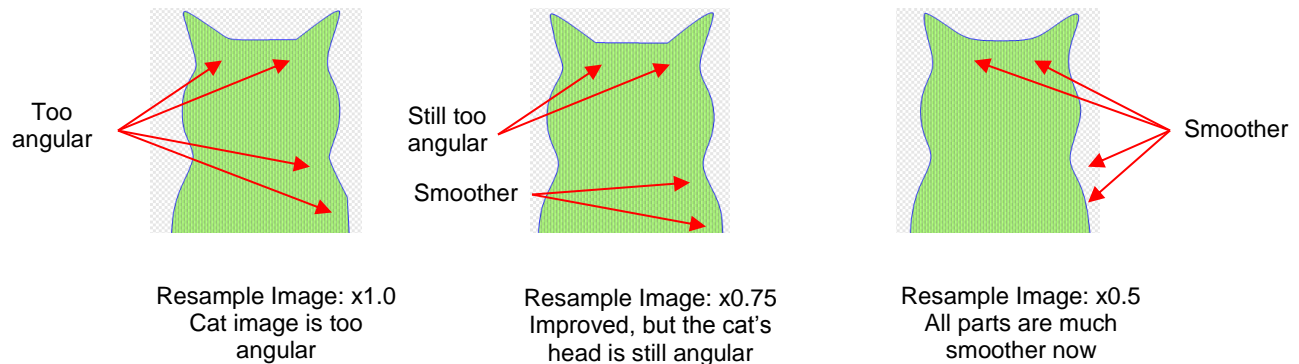 Too
angular
Still too
angular
Smoother
Smoother
Resample Image: x1.0
Cat image is too
angular
Resample Image: x0.75
Improved, but the cat’s
head is still angular
Resample Image: x0.5
All parts are much
smoother now